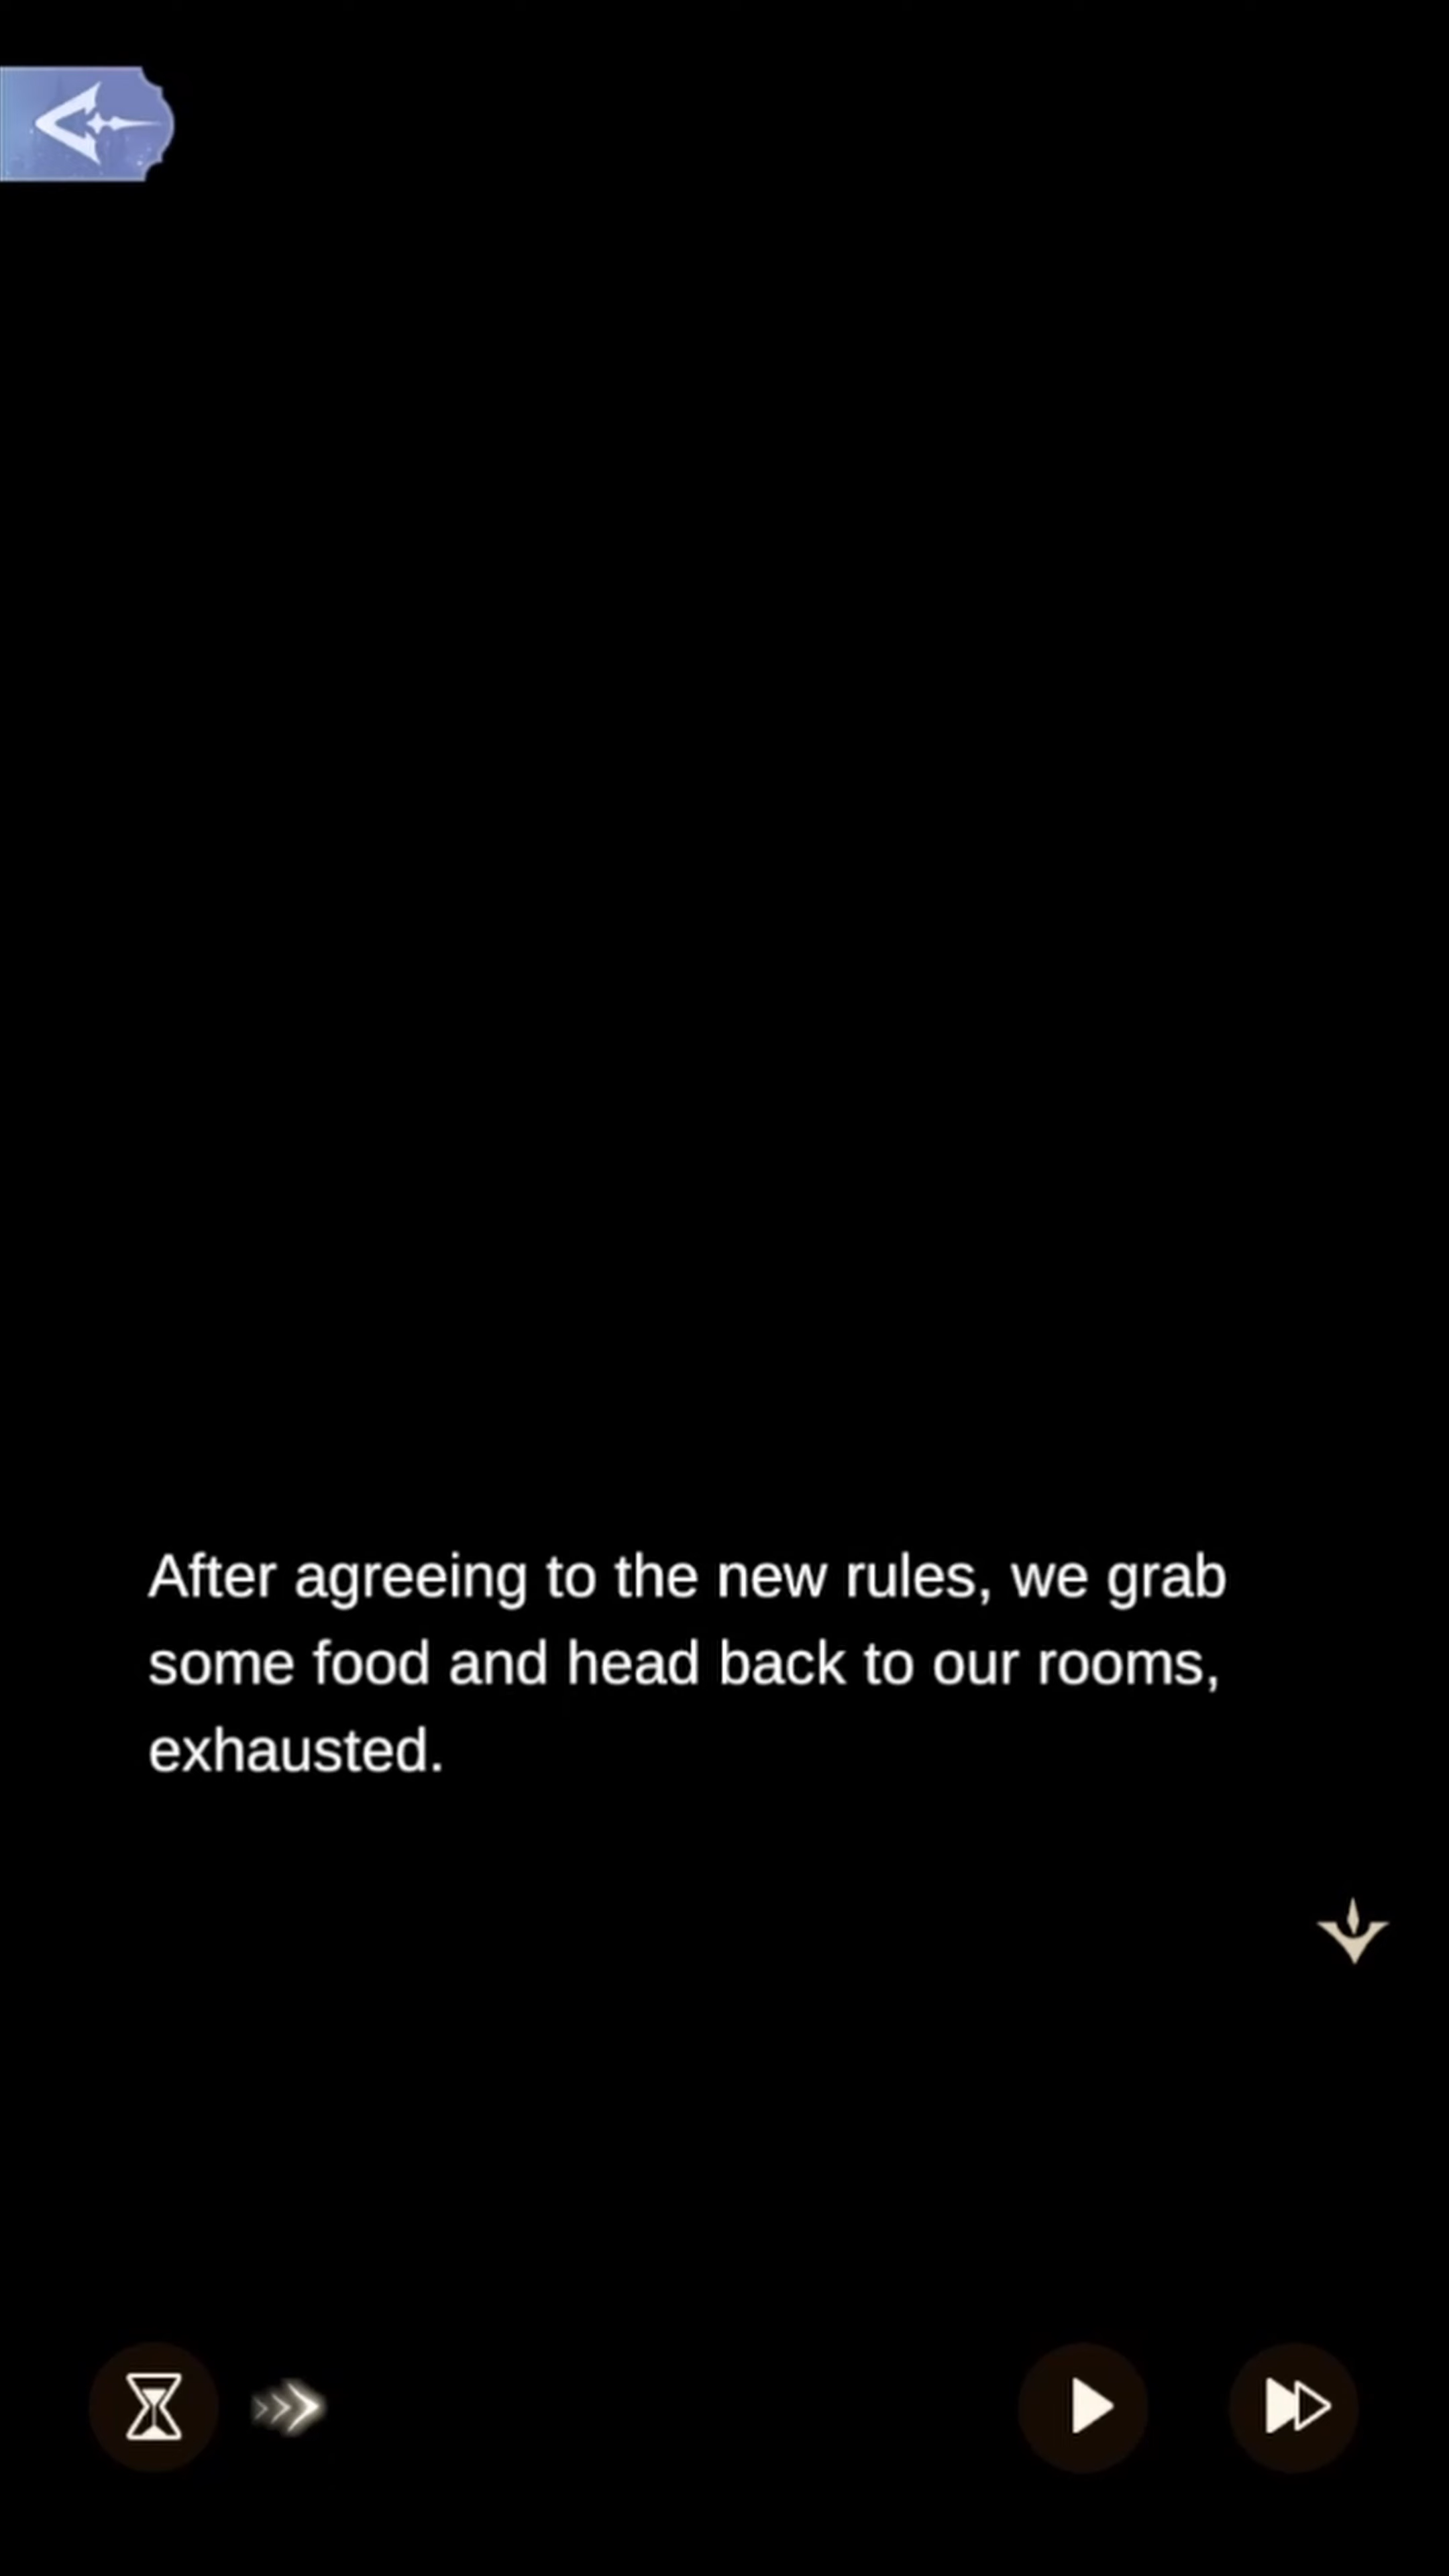 After agreeing to the new rules, we grab
some food and head back to our rooms,
exhausted.